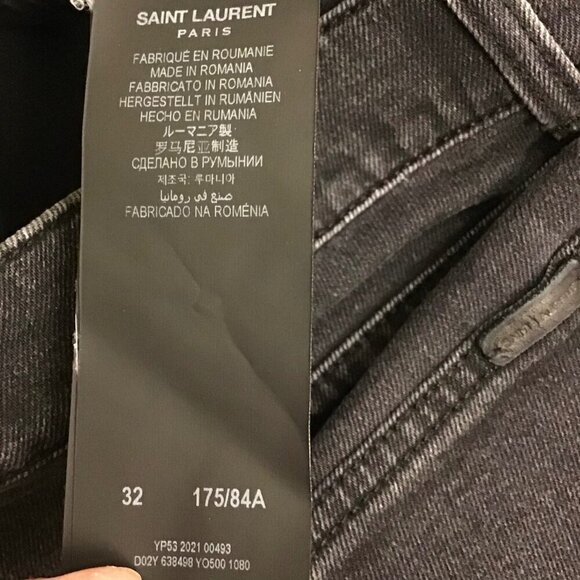 SAINT LAURENT
PARIS
FABRIQUÉ EN ROUMANIE
MADE IN ROMANIA
FABBRICATO IN ROMANIA
HERGESTELLT IN RUMÄNIEN
HECHO EN RUMANIA
ルーマニア製
罗马尼亚制造
СДЕЛАНО В РУМЫНИИ
제조국: 루마니아
صنع في رومانيا
FABRICADO NA ROMÉNIA
32 175/84A
YP53 2021 00493
D02Y 638498 YO500 1080